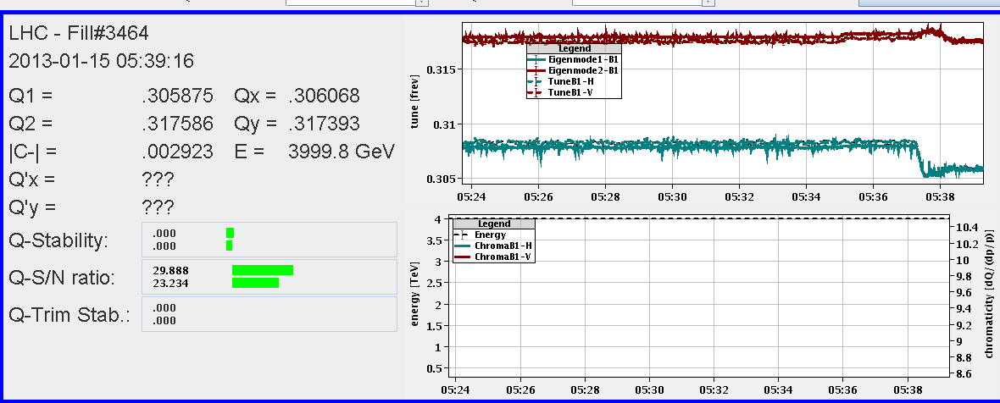 LHC - Fill#3464
2013-01-15 05:39:16
Q1 = .305875 Qx = .306068
Q2 = .317586 Qy = .317393
|C-| = .002923 E = 3999.8 GeV
Q'x = ???
Q'y = ???
Q-Stability: .000
.000
Q-S/N ratio: 29.888
23.234
Q-Trim Stab.: .000
.000
tune [frev]
0.315
0.31
0.305
Legend
Eigenmode1-B1
Eigenmode2-B1
TuneB1-H
TuneB1-V
05:24 05:26 05:28 05:30 05:32 05:34 05:36 05:38
energy [TeV]
4
3.5
3
2.5
2
1.5
1
0.5
Legend
Energy
ChromaB1-H
ChromaB1-V
10.4
10.2
10
9.8
9.6
9.4
9.2
9
8.8
8.6
chromaticity [dQ/(dp/p)]
05:24 05:26 05:28 05:30 05:32 05:34 05:36 05:38